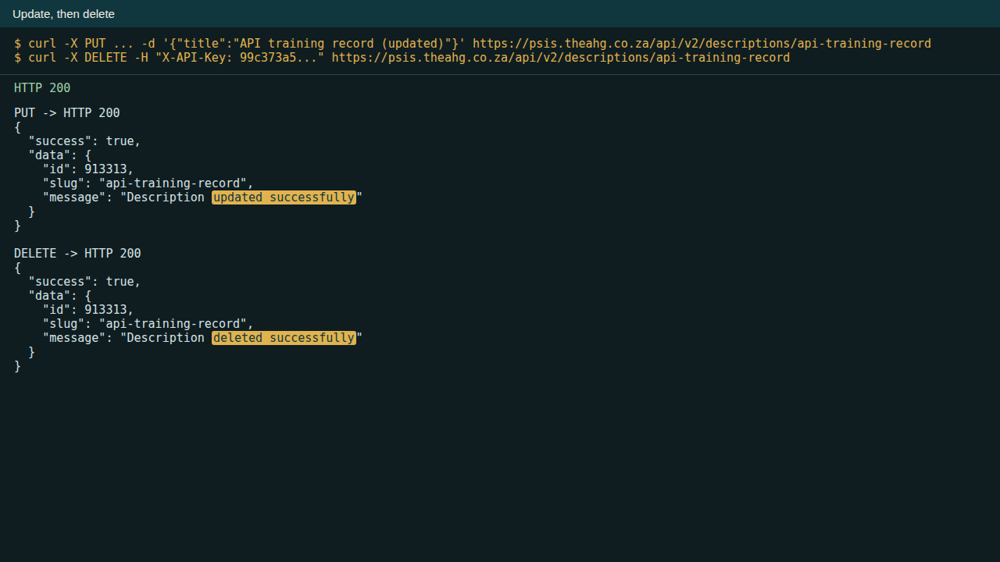 Update, then delete
$ curl -X PUT ... -d '{"title":"API training record (updated)"}' https://psis.theahg.co.za/api/v2/descriptions/api-training-record
$ curl -X DELETE -H "X-API-Key: 99c373a5..." https://psis.theahg.co.za/api/v2/descriptions/api-training-record
HTTP 200
PUT -> HTTP 200
{
  "success": true,
  "data": {
    "id": 913313,
    "slug": "api-training-record",
    "message": "Description updated successfully"
  }
}
DELETE -> HTTP 200
{
  "success": true,
  "data": {
    "id": 913313,
    "slug": "api-training-record",
    "message": "Description deleted successfully"
  }
}